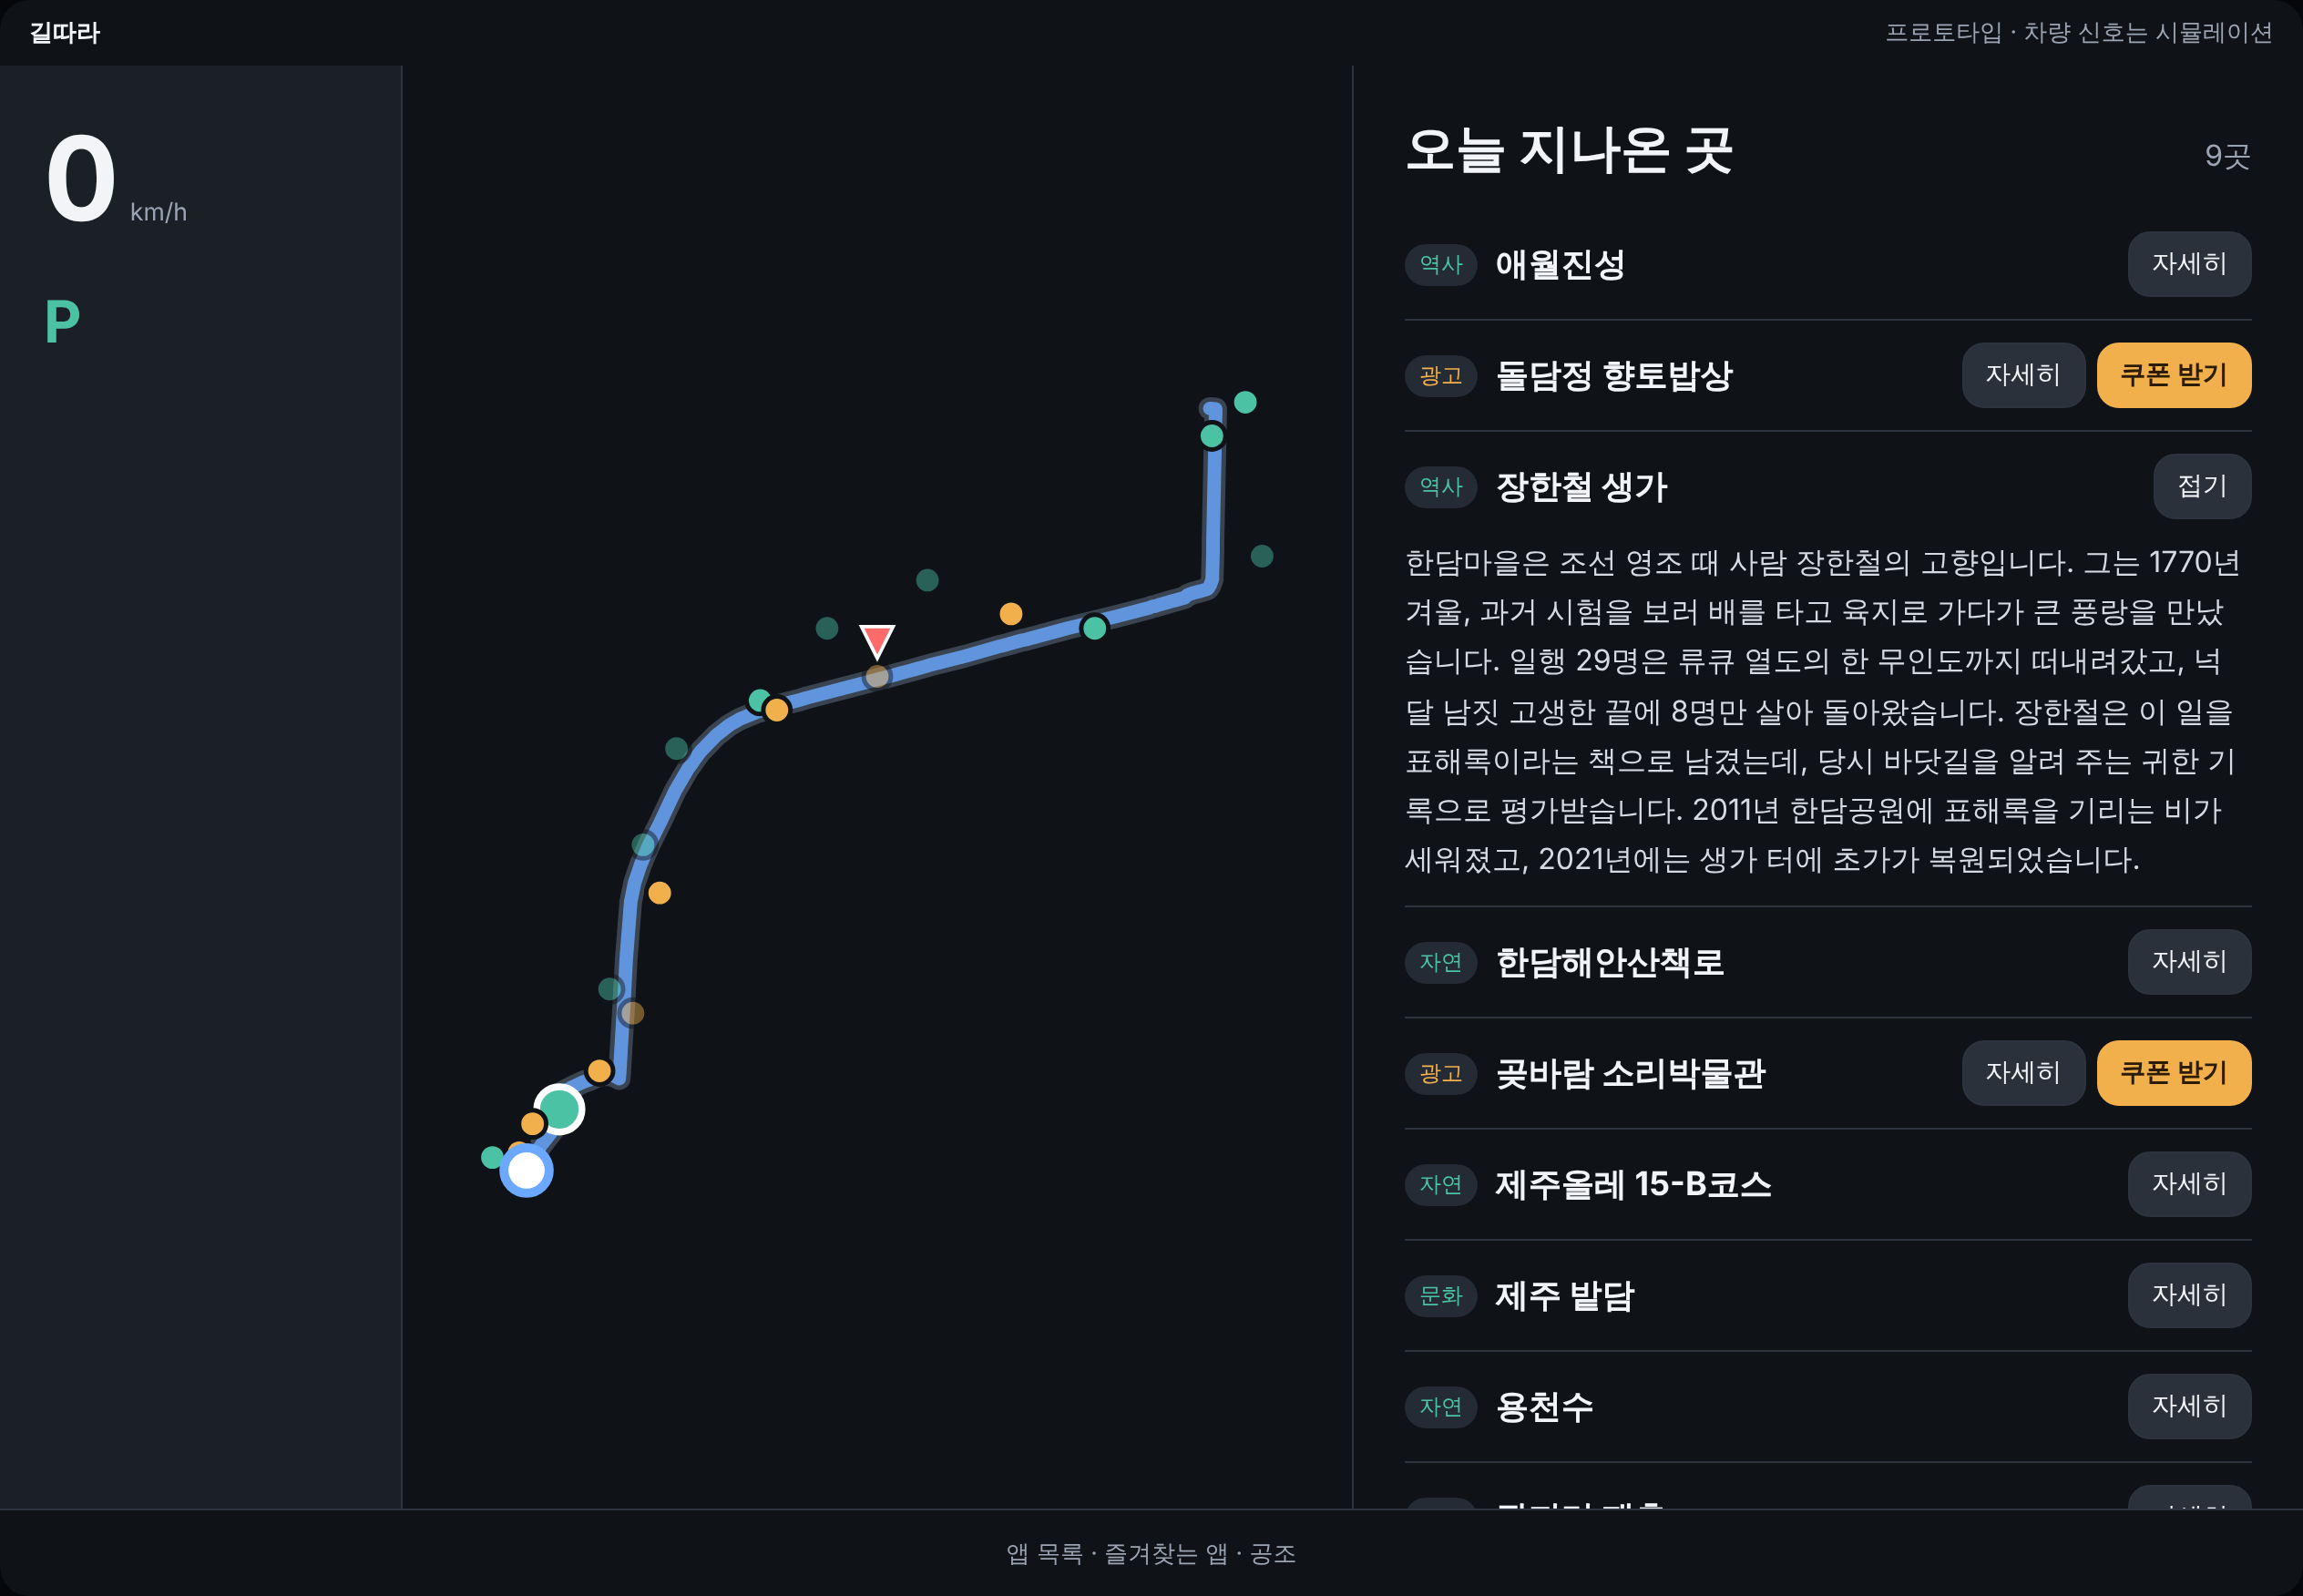 길따라
프로토타입 · 차량 신호는 시뮬레이션
0 km/h
P
오늘 지나온 곳
9곳
역사 애월진성 자세히
광고 돌담정 향토밥상 자세히 쿠폰 받기
역사 장한철 생가 접기
한담마을은 조선 영조 때 사람 장한철의 고향입니다. 그는 1770년
겨울, 과거 시험을 보러 배를 타고 육지로 가다가 큰 풍랑을 만났
습니다. 일행 29명은 류큐 열도의 한 무인도까지 떠내려갔고, 넉
달 남짓 고생한 끝에 8명만 살아 돌아왔습니다. 장한철은 이 일을
표해록이라는 책으로 남겼는데, 당시 바닷길을 알려 주는 귀한 기
록으로 평가받습니다. 2011년 한담공원에 표해록을 기리는 비가
세워졌고, 2021년에는 생가 터에 초가가 복원되었습니다.
자연 한담해안산책로 자세히
광고 곶바람 소리박물관 자세히 쿠폰 받기
자연 제주올레 15-B코스 자세히
문화 제주 밭담 자세히
자연 용천수 자세히
앱 목록 · 즐겨찾는 앱 · 공조